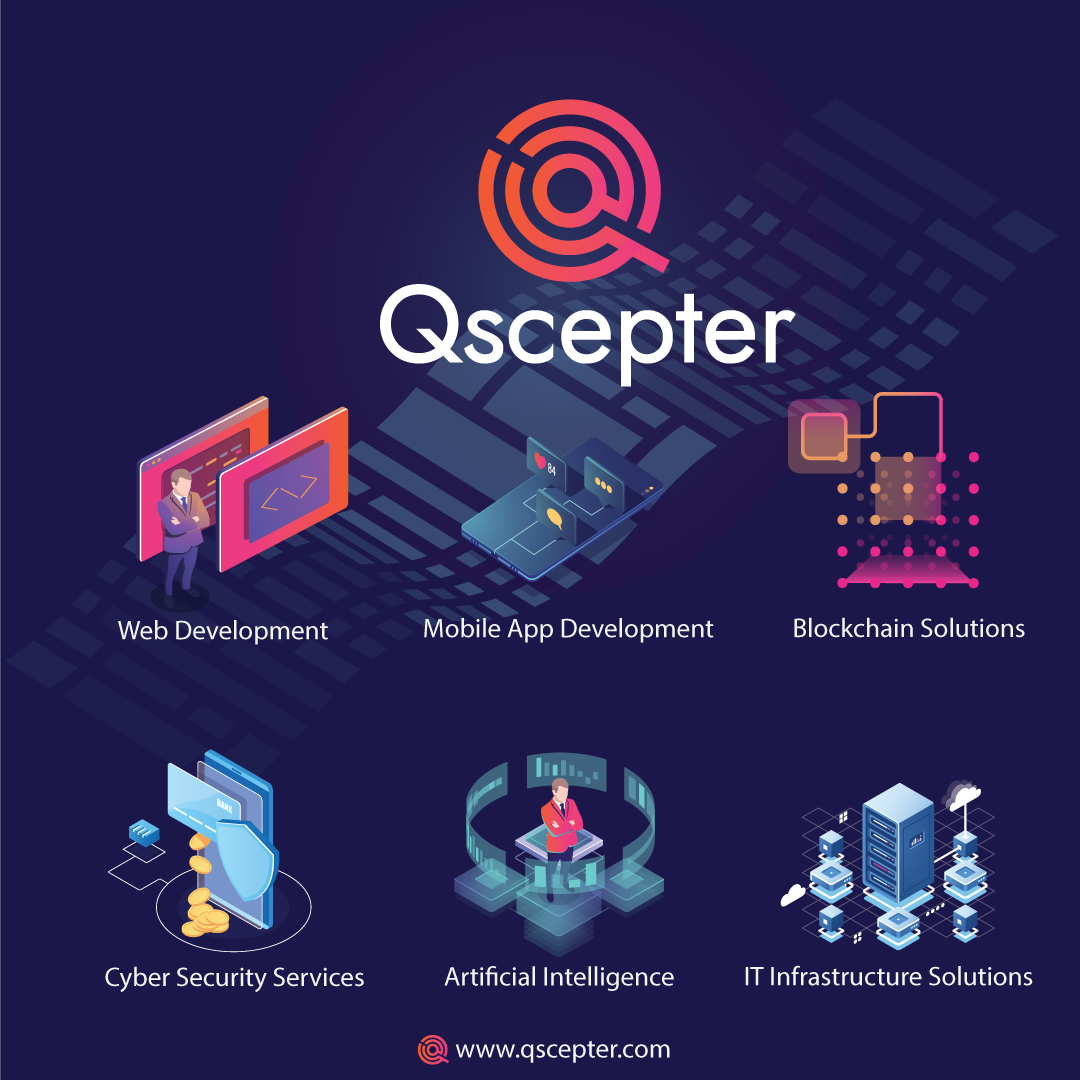 Qscepter
84
Web Development
Mobile App Development
Blockchain Solutions
BANK
Cyber Security Services
Artificial Intelligence
IT Infrastructure Solutions
www.qscepter.com